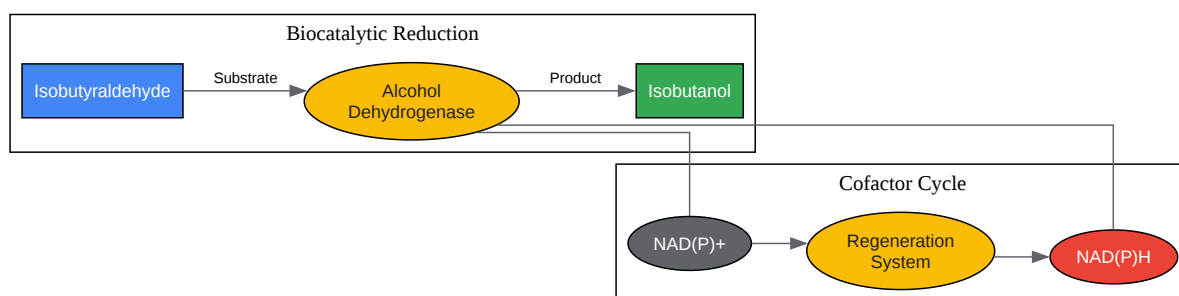 Biocatalytic Reduction
Isobutyraldehyde
Substrate
Alcohol
Dehydrogenase
Product
Isobutanol
Cofactor Cycle
NAD(P)+
Regeneration
System
NAD(P)H